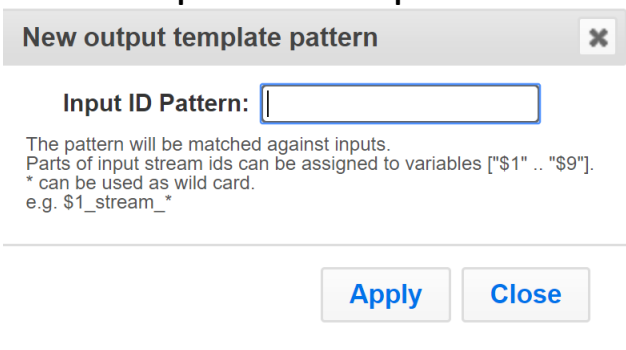 New output template pattern
Input ID Pattern:
The pattern will be matched against inputs.
Parts of input stream ids can be assigned to variables ["$1" .. "$9"].
* can be used as wild card.
e.g. $1_stream_*
Apply Close